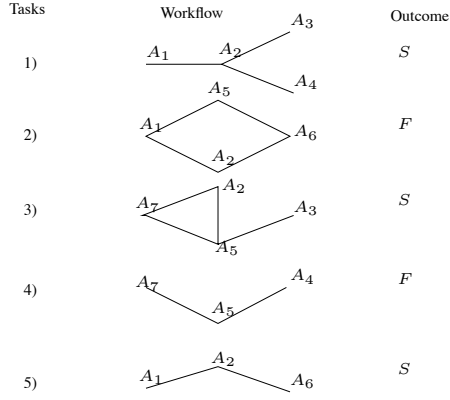 Tasks Workflow Outcome
1) A₁ A₂ A₃ A₄ S
2) A₁ A₅ A₂ A₆ F
3) A₇ A₂ A₅ A₃ S
4) A₇ A₅ A₄ F
5) A₁ A₂ A₆ S